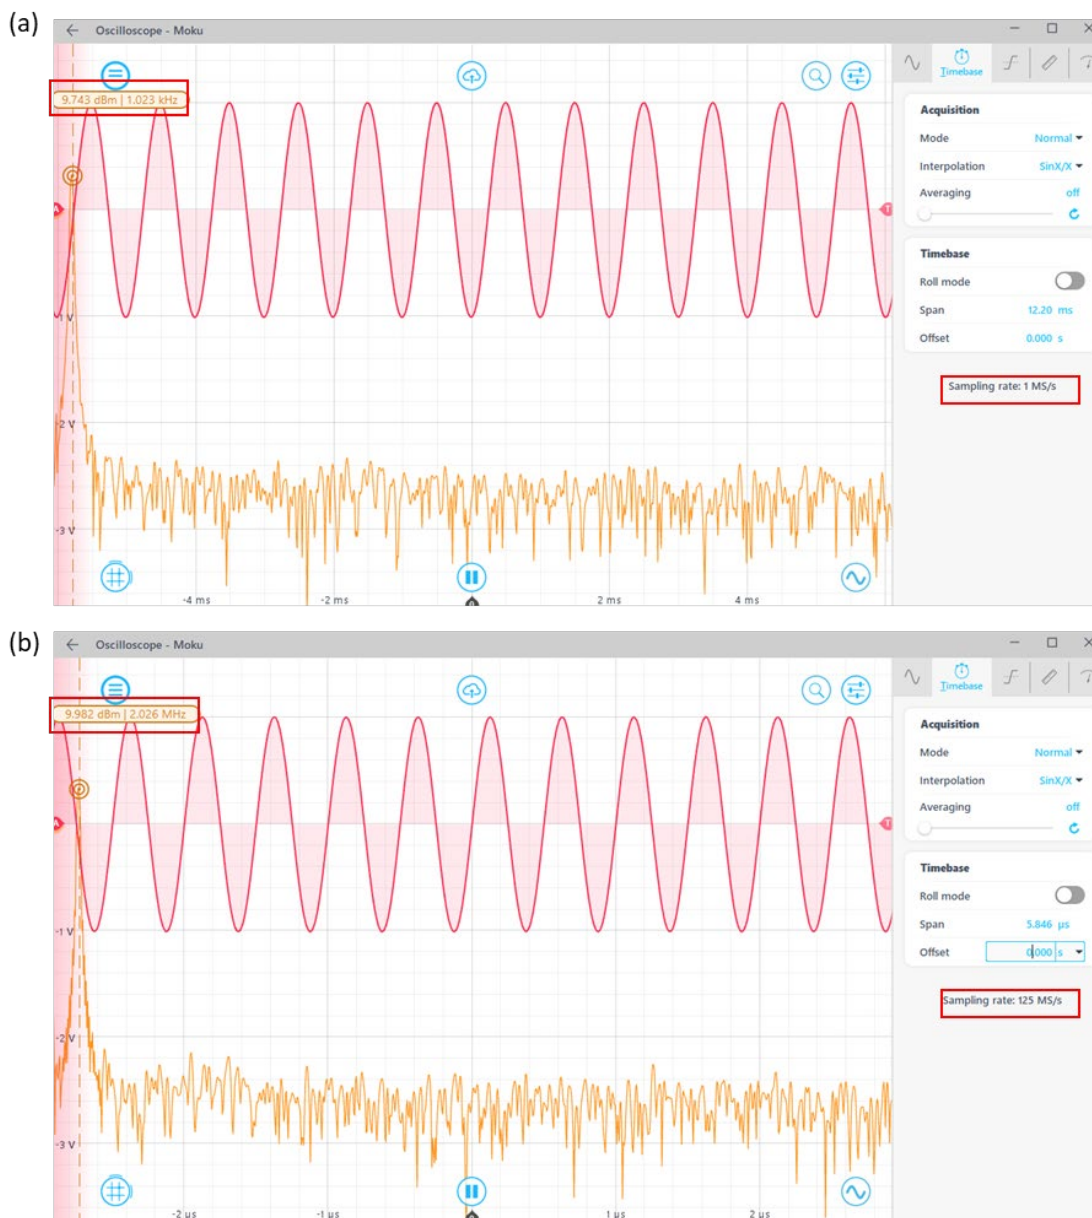 (a)
Oscilloscope - Moku
9.743 dBm | 1.023 kHz
Timebase
Acquisition
Mode Normal
Interpolation SinX/X
Averaging off
Timebase
Roll mode
Span 12.20 ms
Offset 0.000 s
Sampling rate: 1 MS/s
A
T
-1 V
-2 V
-3 V
-4 ms -2 ms 2 ms 4 ms
(b)
Oscilloscope - Moku
9.982 dBm | 2.026 MHz
Timebase
Acquisition
Mode Normal
Interpolation SinX/X
Averaging off
Timebase
Roll mode
Span 5.846 µs
Offset 0.000 s
Sampling rate: 125 MS/s
A
T
-1 V
-2 V
-3 V
-2 µs -1 µs 1 µs 2 µs